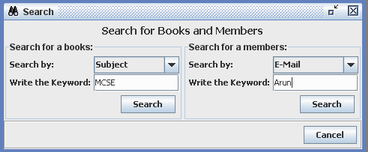 Search
Search for Books and Members
Search for a books:
Search by: Subject
Write the Keyword: MCSE
Search
Search for a members:
Search by: E-Mail
Write the Keyword: Arun
Search
Cancel